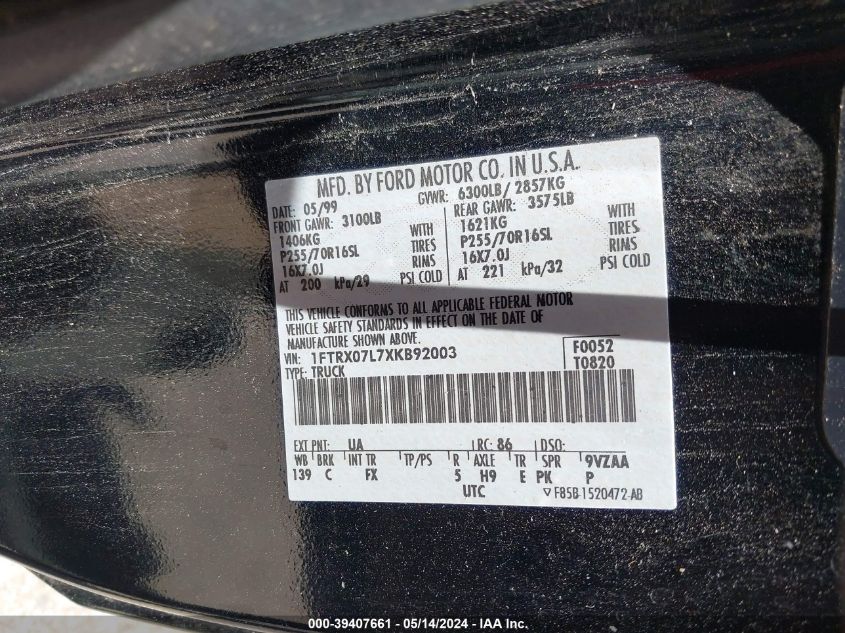 MFD. BY FORD MOTOR CO. IN U.S.A.
DATE: 05/99 GVWR: 6300LB/ 2857KG
FRONT GAWR: 3100LB REAR GAWR: 3575LB
1406KG WITH 1621KG WITH
P255/70R16SL TIRES P255/70R16SL TIRES
16X7.0J RIMS 16X7.0J RIMS
AT 200 kPa/29 PSI COLD AT 221 kPa/32 PSI COLD
THIS VEHICLE CONFORMS TO ALL APPLICABLE FEDERAL MOTOR
VEHICLE SAFETY STANDARDS IN EFFECT ON THE DATE OF
MANUFACTURE SHOWN ABOVE.
VIN: 1FTRX07L7XKB92003 F0052
TYPE: TRUCK T0820
EXT PNT: UA RC: 86 DSO:
WB BRK INT TR TP/PS R AXLE TR SPR 9VZAA
139 C FX 5 H9 E PK P
UTC ▽ F85B-1520472-AB
000-39407661 / 05/14/2024 - IAA Inc.